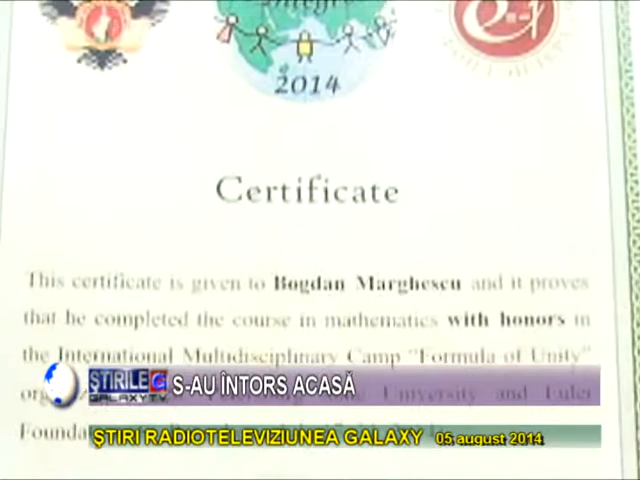 2014
Certificate
This certificate is given to Bogdan Marghescu and it proves
that he completed the course in mathematics with honors in
the International Multidisciplinary Camp "Formula of Unity"
University and Euler
Founda
ŞTIRILE G S-AU ÎNTORS ACASĂ
GALAXY TV
ŞTIRI RADIOTELEVIZIUNEA GALAXY 05 august 2014